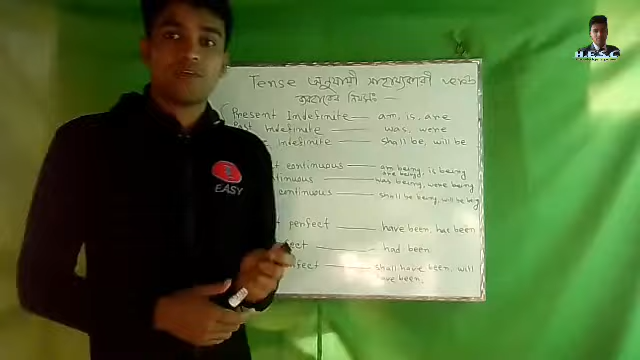 H.E.S.C
Tense অনুযায়ী সাহায্যকারী verb
ব্যবহারের নিয়মঃ —
Present Indefinite — am, is, are
Past Indefinite — was, were
indefinite — shall be, will be
continuous — am being, is being
are being
continuous — was being, were being
continuous — shall be being, will be being
perfect — have been, has been
— had been
— shall have been, will
have been.
EASY